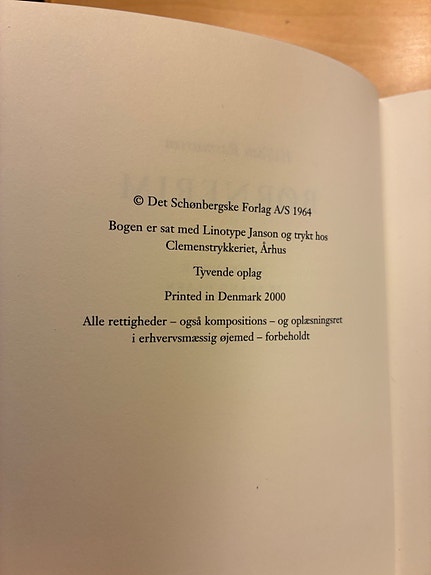 © Det Schønbergske Forlag A/S 1964
Bogen er sat med Linotype Janson og trykt hos
Clemenstrykkeriet, Århus
Tyvende oplag
Printed in Denmark 2000
Alle rettigheder – også kompositions – og oplæsningsret
i erhvervsmæssig øjemed – forbeholdt